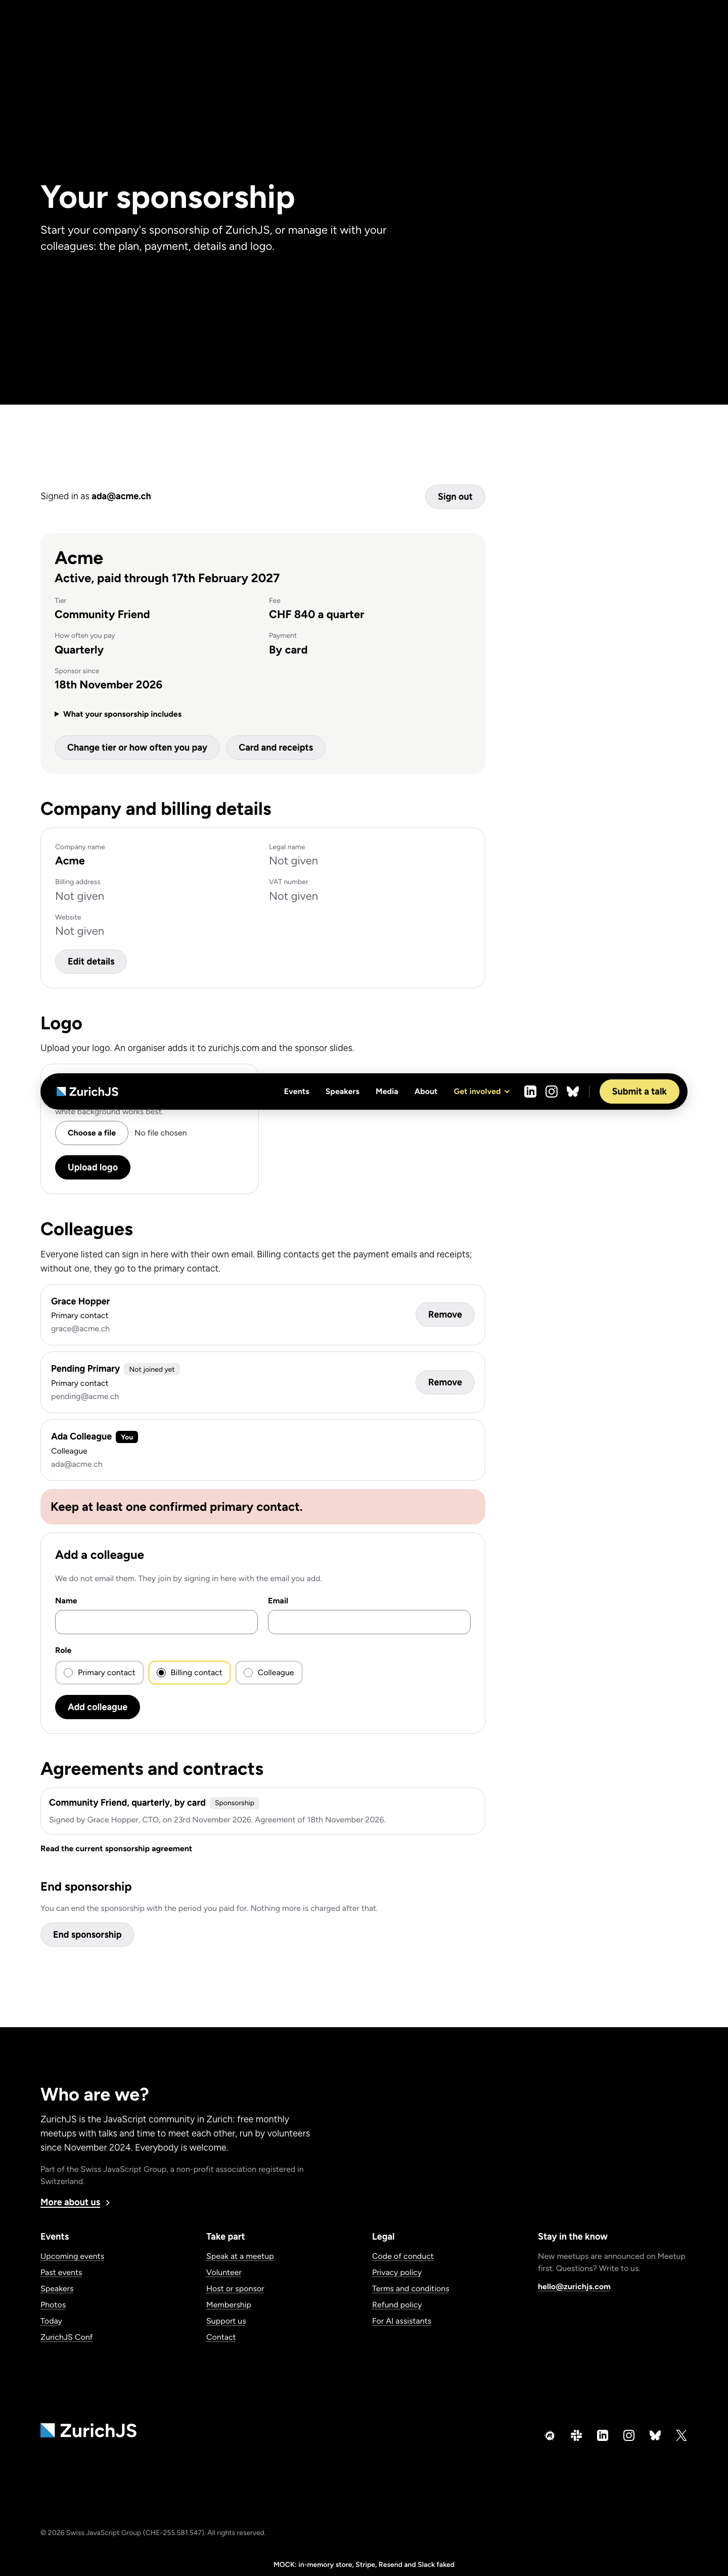 Your sponsorship
Start your company's sponsorship of ZurichJS, or manage it with your
colleagues: the plan, payment, details and logo.
Signed in as ada@acme.ch
Sign out
Acme
Active, paid through 17th February 2027
Tier
Community Friend
Fee
CHF 840 a quarter
How often you pay
Quarterly
Payment
By card
Sponsor since
18th November 2026
What your sponsorship includes
Change tier or how often you pay
Card and receipts
Company and billing details
Company name
Acme
Legal name
Not given
Billing address
Not given
VAT number
Not given
Website
Not given
Edit details
Logo
Upload your logo. An organiser adds it to zurichjs.com and the sponsor slides.
ZurichJS
Events
Speakers
Media
About
Get involved
Submit a talk
white background works best.
Choose a file
No file chosen
Upload logo
Colleagues
Everyone listed can sign in here with their own email. Billing contacts get the payment emails and receipts;
without one, they go to the primary contact.
Grace Hopper
Primary contact
grace@acme.ch
Remove
Pending Primary Not joined yet
Primary contact
pending@acme.ch
Remove
Ada Colleague You
Colleague
ada@acme.ch
Keep at least one confirmed primary contact.
Add a colleague
We do not email them. They join by signing in here with the email you add.
Name
Email
Role
Primary contact
Billing contact
Colleague
Add colleague
Agreements and contracts
Community Friend, quarterly, by card Sponsorship
Signed by Grace Hopper, CTO, on 23rd November 2026. Agreement of 18th November 2026.
Read the current sponsorship agreement
End sponsorship
You can end the sponsorship with the period you paid for. Nothing more is charged after that.
End sponsorship
Who are we?
ZurichJS is the JavaScript community in Zurich: free monthly
meetups with talks and time to meet each other, run by volunteers
since November 2024. Everybody is welcome.
Part of the Swiss JavaScript Group, a non-profit association registered in
Switzerland.
More about us
Events
Upcoming events
Past events
Speakers
Photos
Today
ZurichJS Conf
Take part
Speak at a meetup
Volunteer
Host or sponsor
Membership
Support us
Contact
Legal
Code of conduct
Privacy policy
Terms and conditions
Refund policy
For AI assistants
Stay in the know
New meetups are announced on Meetup
first. Questions? Write to us.
hello@zurichjs.com
ZurichJS
© 2026 Swiss JavaScript Group (CHE-255.581.547). All rights reserved.
MOCK: in-memory store, Stripe, Resend and Slack faked